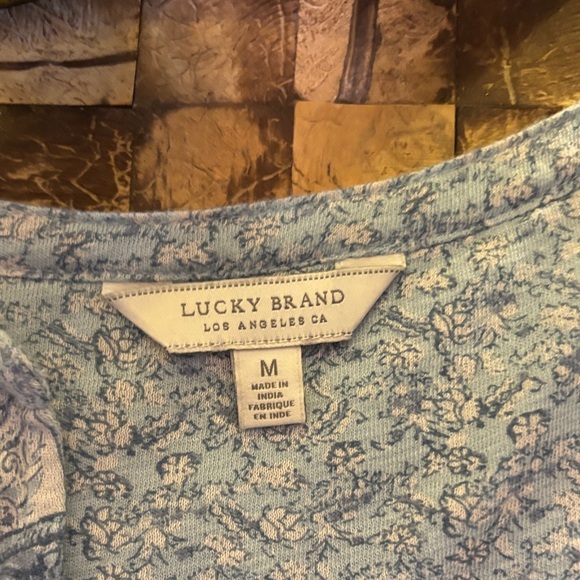 LUCKY BRAND
LOS ANGELES CA
M
MADE IN
INDIA
FABRIQUE
EN INDE